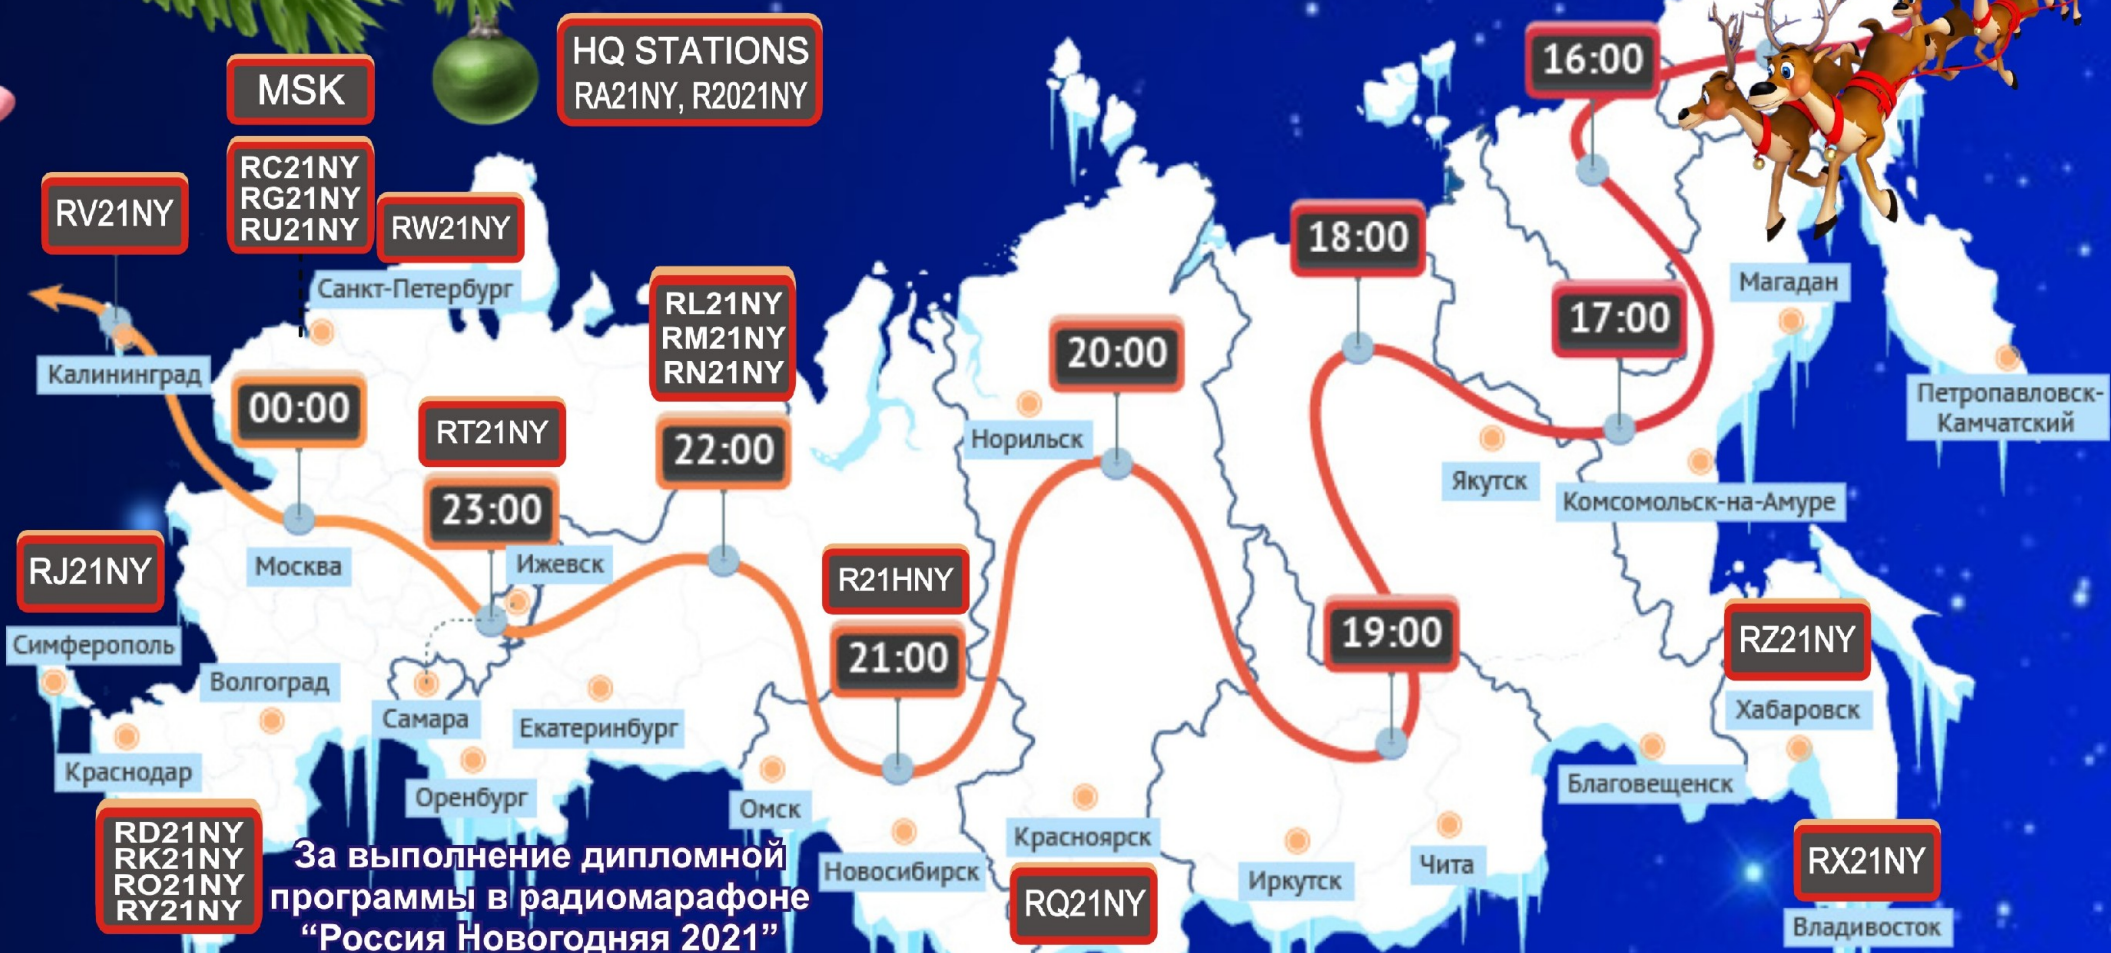 HQ STATIONS
RA21NY, R2021NY
16:00
MSK
RC21NY
RG21NY
RU21NY
RV21NY
RW21NY
Санкт-Петербург
18:00
Магадан
RL21NY
RM21NY
RN21NY
17:00
20:00
Калининград
00:00
Петропавловск-
Камчатский
RT21NY
22:00
Норильск
Якутск
Комсомольск-на-Амуре
23:00
Москва
Ижевск
RJ21NY
R21HNY
Симферополь
21:00
19:00
RZ21NY
Волгоград
Самара
Екатеринбург
Хабаровск
Краснодар
Оренбург
Омск
Благовещенск
Красноярск
Новосибирск
Иркутск
Чита
RX21NY
Владивосток
RQ21NY
RD21NY
RK21NY
RO21NY
RY21NY
За выполнение дипломной
программы в радиомарафоне
“Россия Новогодняя 2021”